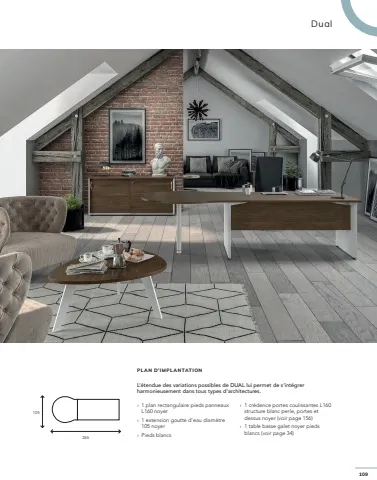 Dual
PLAN D'IMPLANTATION
L'étendue des variations possibles de DUAL lui permet de s'intégrer
harmonieusement dans tous types d'architectures.
› 1 plan rectangulaire pieds panneaux
L160 noyer
› 1 extension goutte d'eau diamètre
105 noyer
› Pieds blancs
› 1 crédence portes coulissantes L160
structure blanc perle, portes et
dessus noyer (voir page 156)
› 1 table basse galet noyer pieds
blancs (voir page 34)
105
109